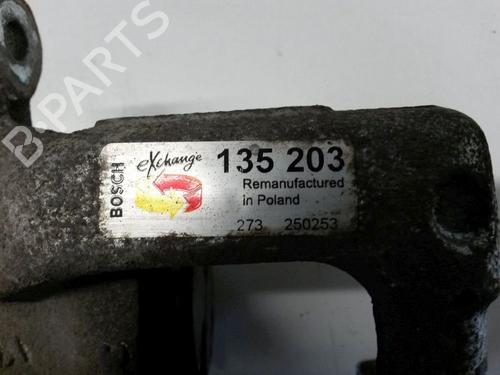 BPARTS
BOSCH
eXchange
135 203
Remanufactured
in Poland
273 250253